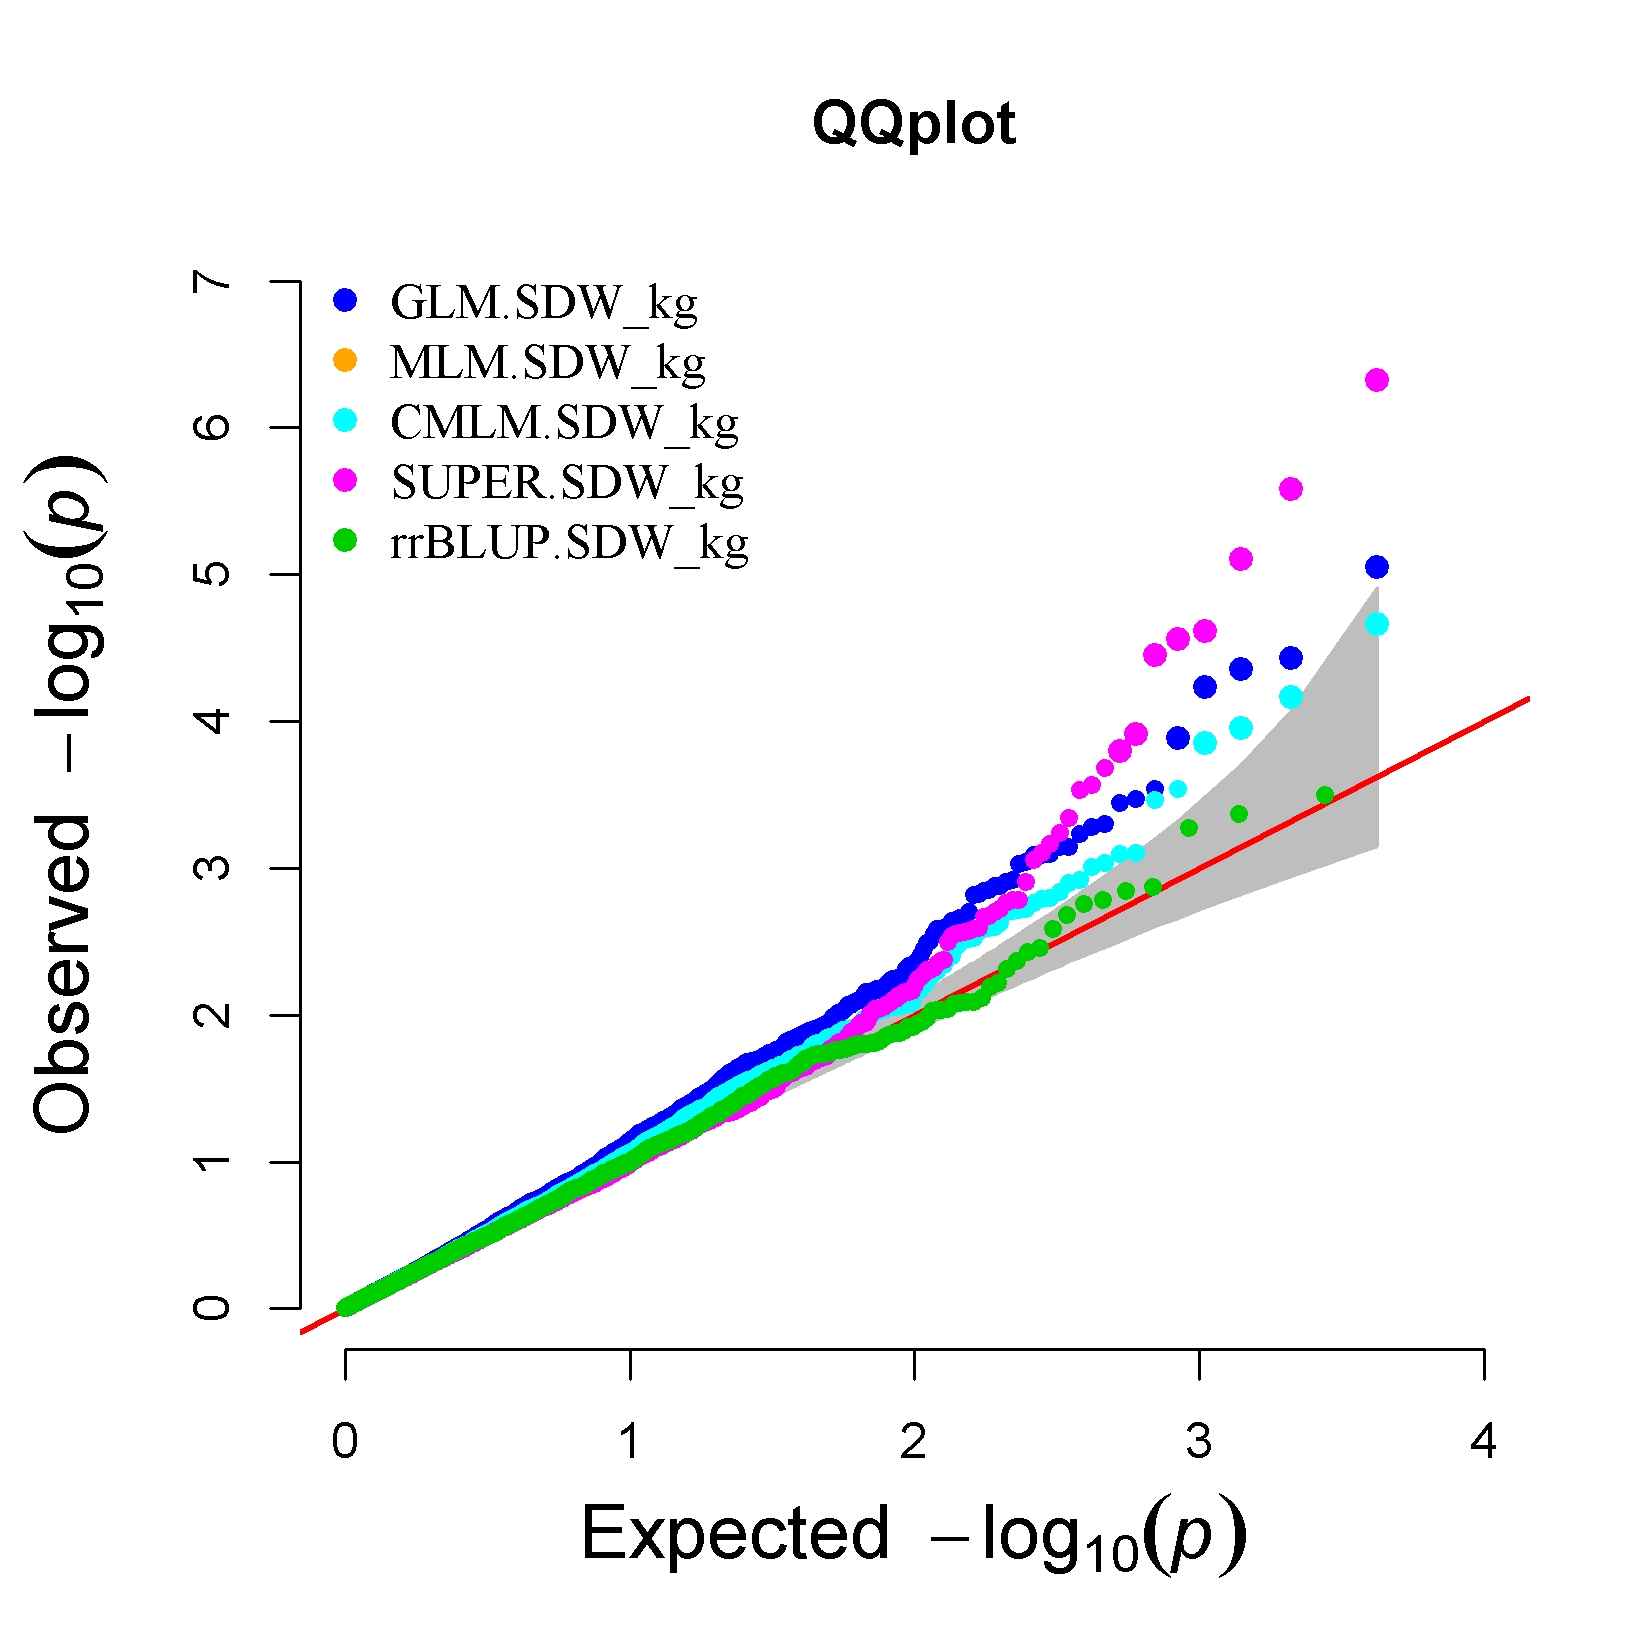 QQplot
GLM.SDW_kg
MLM.SDW_kg
CMLM.SDW_kg
SUPER.SDW_kg
rrBLUP.SDW_kg
Observed −log10(p)
7
6
5
4
3
2
1
0
0 1 2 3 4
Expected −log10(p)